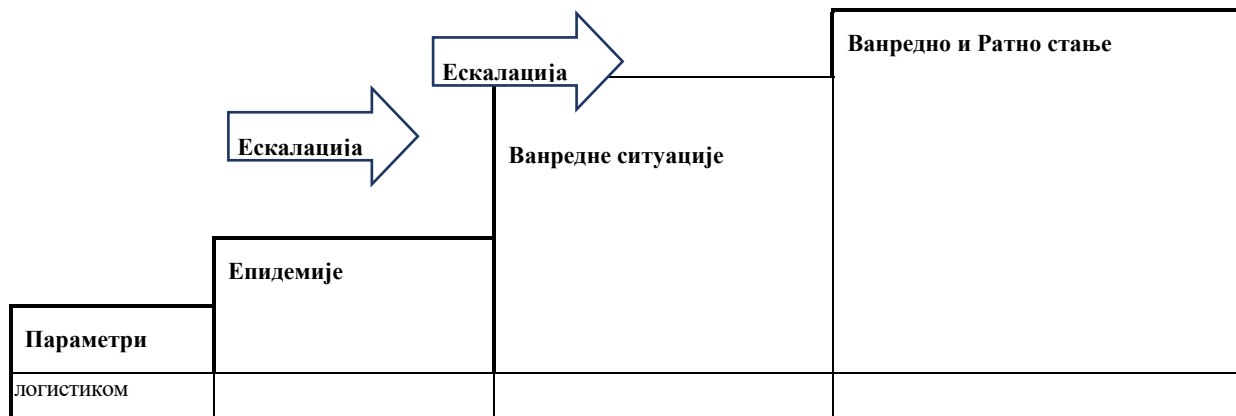 Ванредно и Ратно стање
Ескалација
Ескалација
Ванредне ситуације
Епидемије
Параметри
логистиком